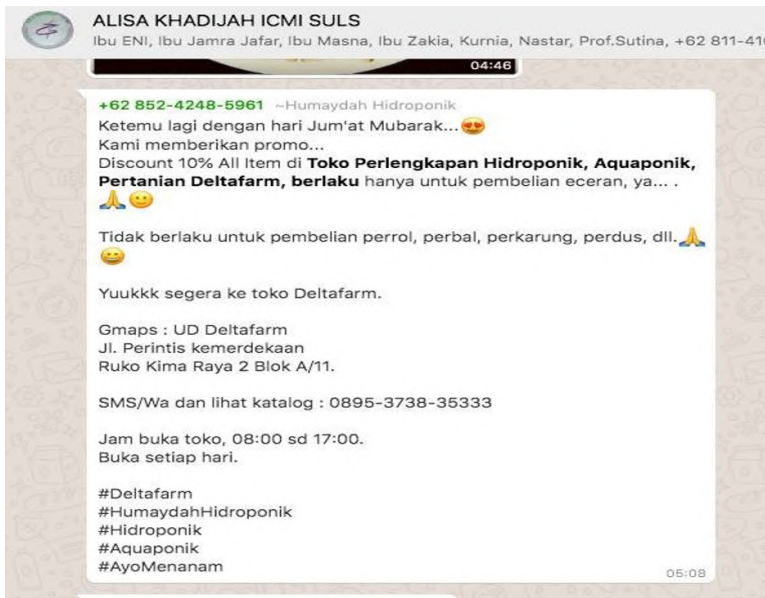 ALISA KHADIJAH ICMI SULS
Ibu ENI, Ibu Jamra Jafar, Ibu Masna, Ibu Zakia, Kurnia, Nastar, Prof.Sutina, +62 811-41
04:46
+62 852-4248-5961 ~Humaydah Hidroponik
Ketemu lagi dengan hari Jum'at Mubarak...😍
Kami memberikan promo...
Discount 10% All Item di Toko Perlengkapan Hidroponik, Aquaponik,
Pertanian Deltafarm, berlaku hanya untuk pembelian eceran, ya... .
🙏🙂
Tidak berlaku untuk pembelian perrol, perbal, perkarung, perdus, dll.🙏
😀
Yuukkk segera ke toko Deltafarm.
Gmaps : UD Deltafarm
Jl. Perintis kemerdekaan
Ruko Kima Raya 2 Blok A/11.
SMS/Wa dan lihat katalog : 0895-3738-35333
Jam buka toko, 08:00 sd 17:00.
Buka setiap hari.
#Deltafarm
#HumaydahHidroponik
#Hidroponik
#Aquaponik
#AyoMenanam
05:08